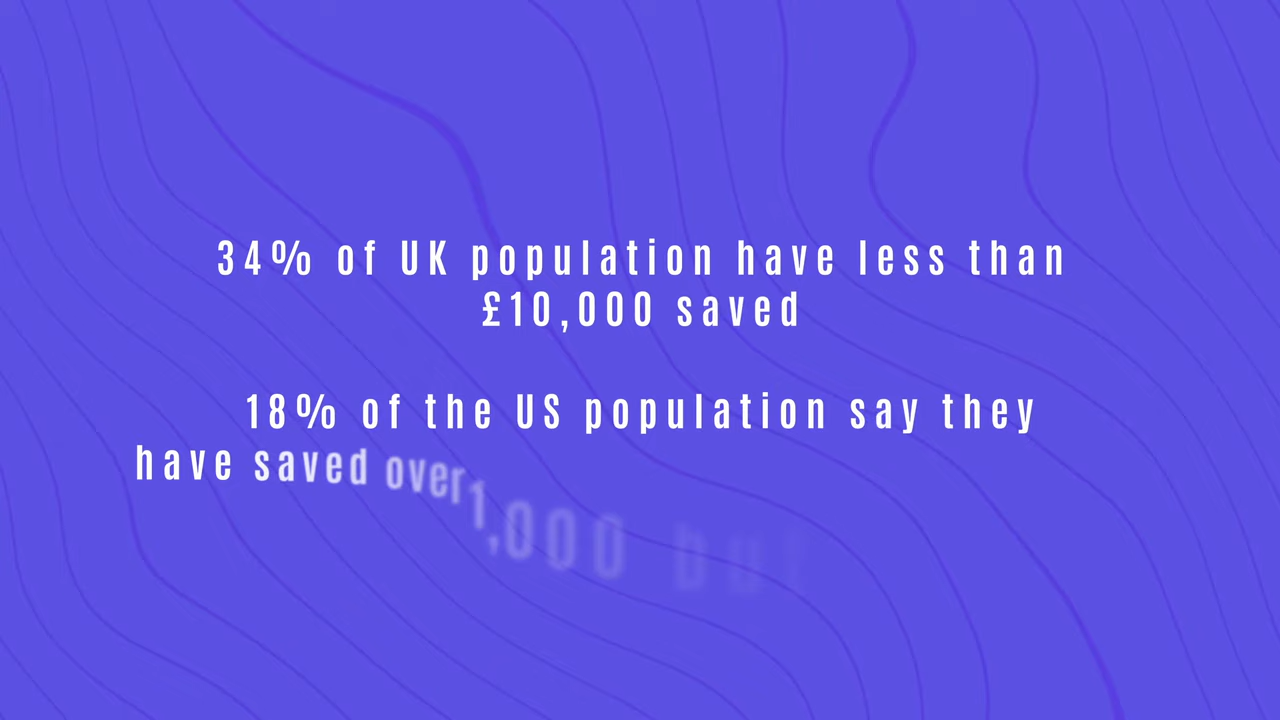 34% of UK population have less than
£10,000 saved
18% of the US population say they
have saved over 1,000 but